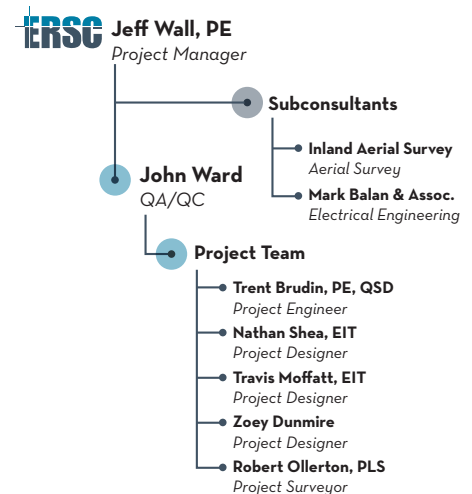 ERSC
Jeff Wall, PE
Project Manager
Subconsultants
Inland Aerial Survey
Aerial Survey
Mark Balan & Assoc.
Electrical Engineering
John Ward
QA/QC
Project Team
Trent Brudin, PE, QSD
Project Engineer
Nathan Shea, EIT
Project Designer
Travis Moffatt, EIT
Project Designer
Zoey Dunmire
Project Designer
Robert Ollerton, PLS
Project Surveyor